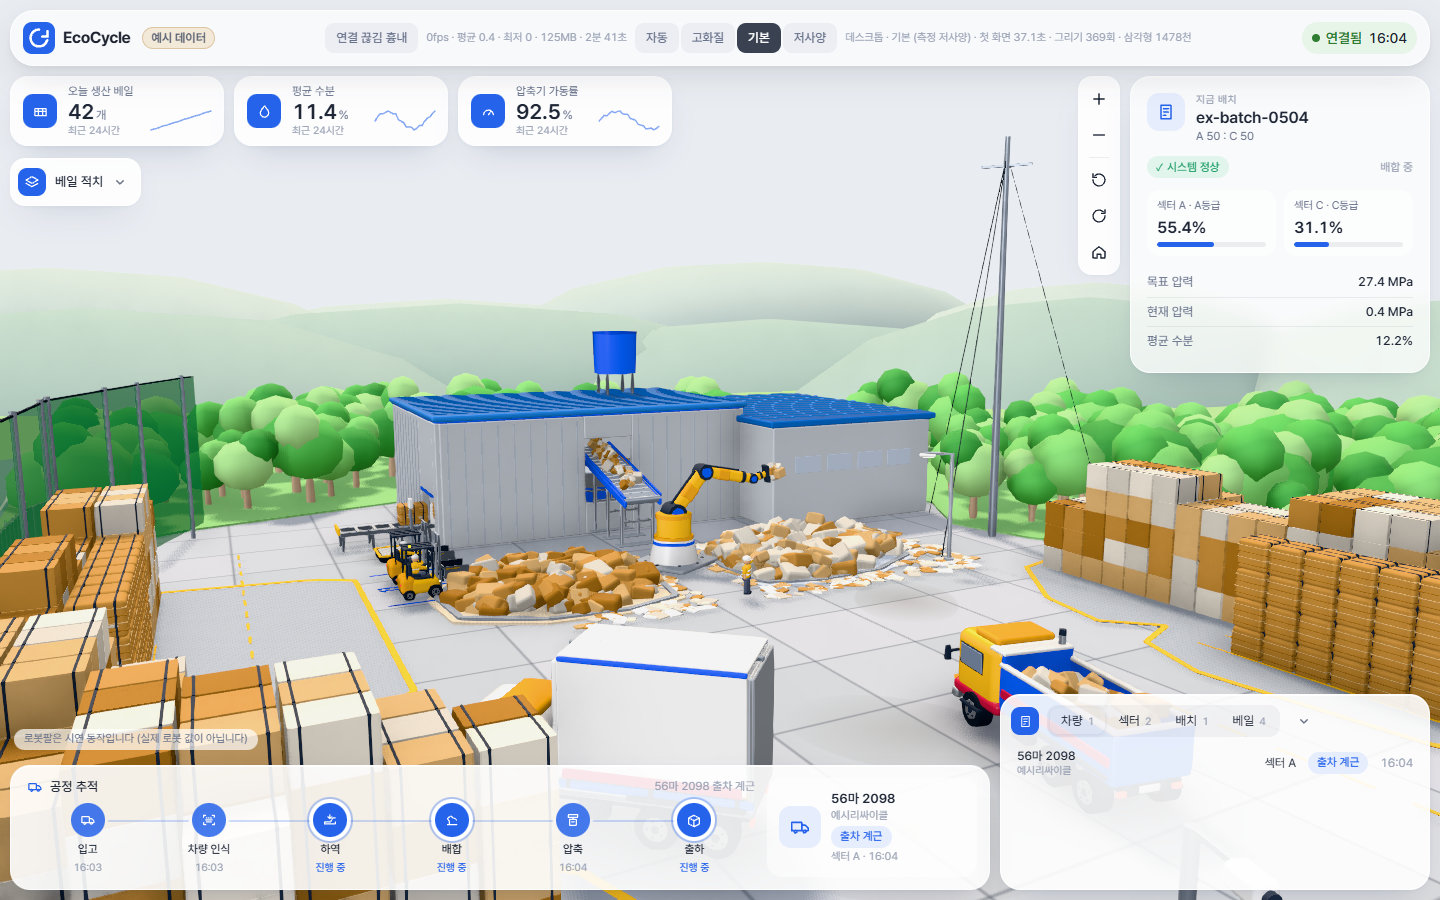 EcoCycle
예시 데이터
연결 끊김 흉내
0fps · 평균 0.4 · 최저 0 · 125MB · 2분 41초
자동
고화질
기본
저사양
데스크톱 · 기본 (측정 저사양) · 첫 화면 37.1초 · 그리기 369회 · 삼각형 1478천
연결됨 16:04
오늘 생산 베일
42개
최근 24시간
평균 수분
11.4%
최근 24시간
압축기 가동률
92.5%
최근 24시간
베일 적치
지금 배치
ex-batch-0504
A 50 : C 50
✓ 시스템 정상
배합 중
섹터 A · A등급
55.4%
섹터 C · C등급
31.1%
목표 압력 27.4 MPa
현재 압력 0.4 MPa
평균 수분 12.2%
로봇팔은 시연 동작입니다 (실제 로봇 값이 아닙니다)
공정 추적
56마 2098 출차 계근
입고
16:03
차량 인식
16:03
하역
진행 중
배합
진행 중
압축
16:04
출하
진행 중
56마 2098
예시리싸이클
출차 계근
섹터 A · 16:04
차량 1
섹터 2
배치 1
베일 4
56마 2098
예시리싸이클
섹터 A
출차 계근
16:04